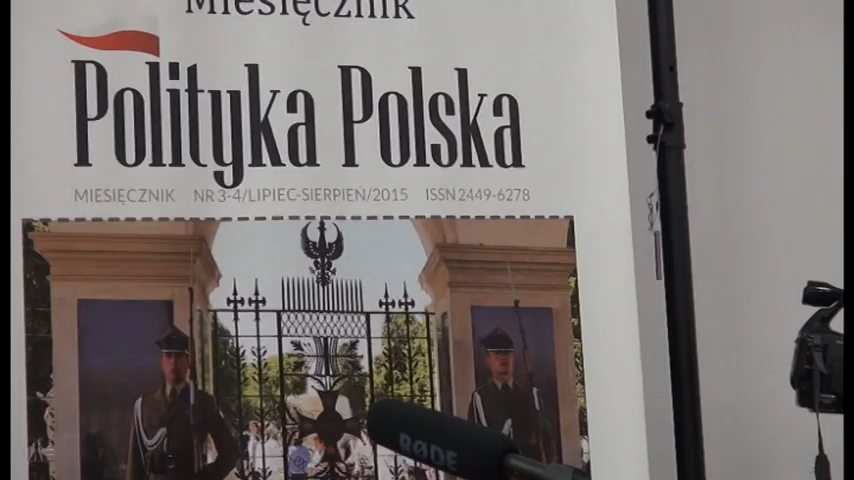 Miesięcznik
Polityka Polska
MIESIĘCZNIK NR 3-4/LIPIEC-SIERPIEŃ/2015 ISSN 2449-6278
RØDE